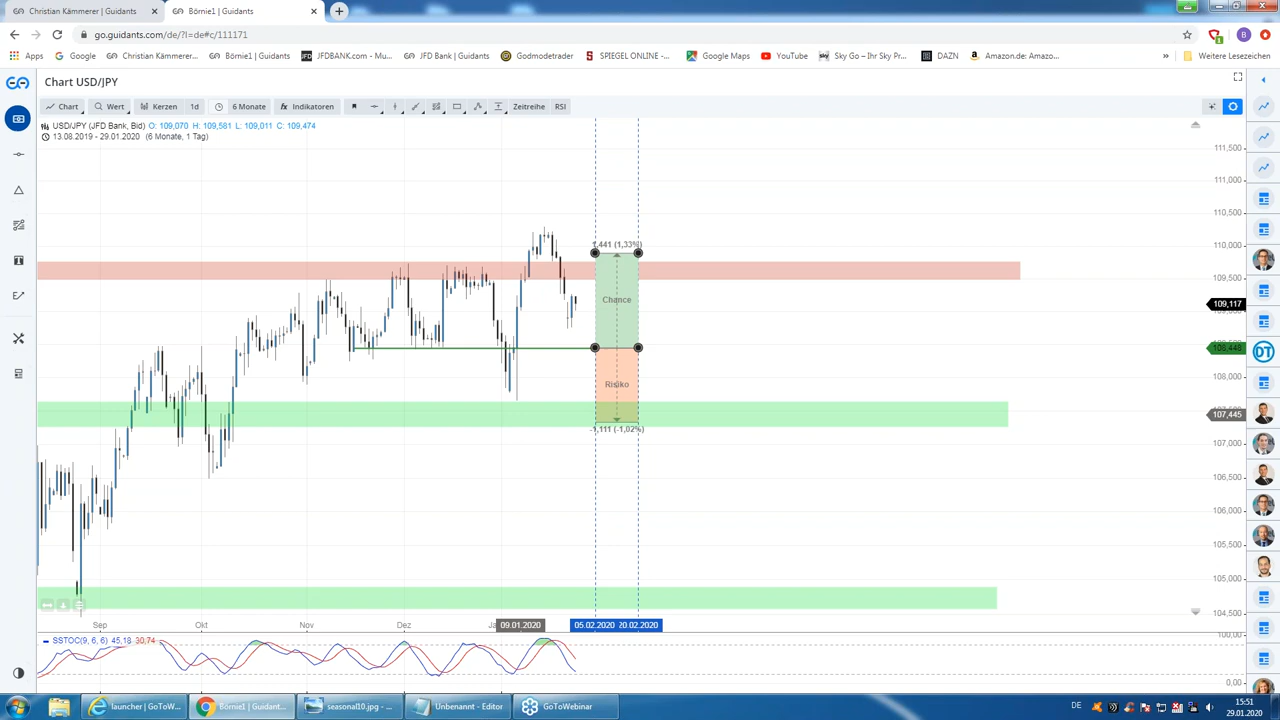 Christian Kämmerer | Guidants
Börnie1 | Guidants
go.guidants.com/de/?l=de#c/111171
Apps
Google
Christian Kämmerer...
Börnie1 | Guidants
JFDBANK.com - Mu...
JFD Bank | Guidants
Godmodetrader
SPIEGEL ONLINE -...
Google Maps
YouTube
Sky Go – Ihr Sky Pr...
DAZN
Amazon.de: Amazo...
»
Weitere Lesezeichen
Chart USD/JPY
Chart
Wert
Kerzen
1d
6 Monate
fx Indikatoren
Zeitreihe
RSI
USD/JPY (JFD Bank, Bid) O: 109,070 H: 109,581 L: 109,011 C: 109,474
13.08.2019 - 29.01.2020 (6 Monate, 1 Tag)
111,500
111,000
110,500
110,000
1,441 (1,33%)
109,500
Chance
109,117
108,448
108,000
Risiko
107,445
-1,111 (-1,02%)
107,000
106,500
106,000
105,500
105,000
104,500
DT
Sep
Okt
Nov
Dez
09.01.2020
05.02.2020
20.02.2020
SSTOC(9, 6, 6) 45,18 30,74
100,00
0,00
launcher | GoToW...
Börnie1 | Guidant...
seasonal10.jpg - ...
Unbenannt - Editor
GoToWebinar
DE
15:51
29.01.2020